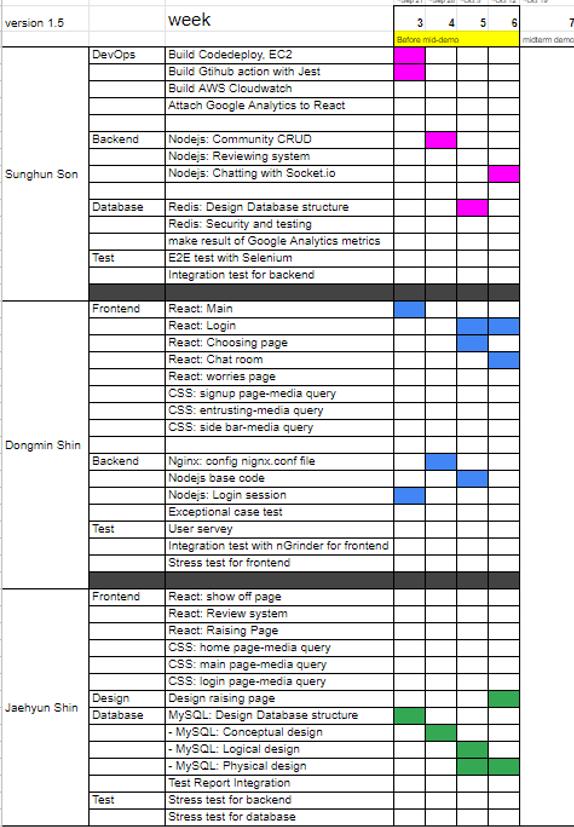 version 1.5 week 3 4 5 6 7
Before mid-demo midterm demo
DevOps Build Codedeploy, EC2
Build Gtihub action with Jest
Build AWS Cloudwatch
Attach Google Analytics to React
Backend Nodejs: Community CRUD
Nodejs: Reviewing system
Sunghun Son Nodejs: Chatting with Socket.io
Database Redis: Design Database structure
Redis: Security and testing
make result of Google Analytics metrics
Test E2E test with Selenium
Integration test for backend
Frontend React: Main
React: Login
React: Choosing page
React: Chat room
React: worries page
CSS: signup page-media query
CSS: entrusting-media query
CSS: side bar-media query
Dongmin Shin
Backend Nginx: config nignx.conf file
Nodejs base code
Nodejs: Login session
Exceptional case test
Test User servey
Integration test with nGrinder for frontend
Stress test for frontend
Frontend React: show off page
React: Review system
React: Raising Page
CSS: home page-media query
CSS: main page-media query
CSS: login page-media query
Design Design raising page
Jaehyun Shin Database MySQL: Design Database structure
- MySQL: Conceptual design
- MySQL: Logical design
- MySQL: Physical design
Test Report Integration
Test Stress test for backend
Stress test for database